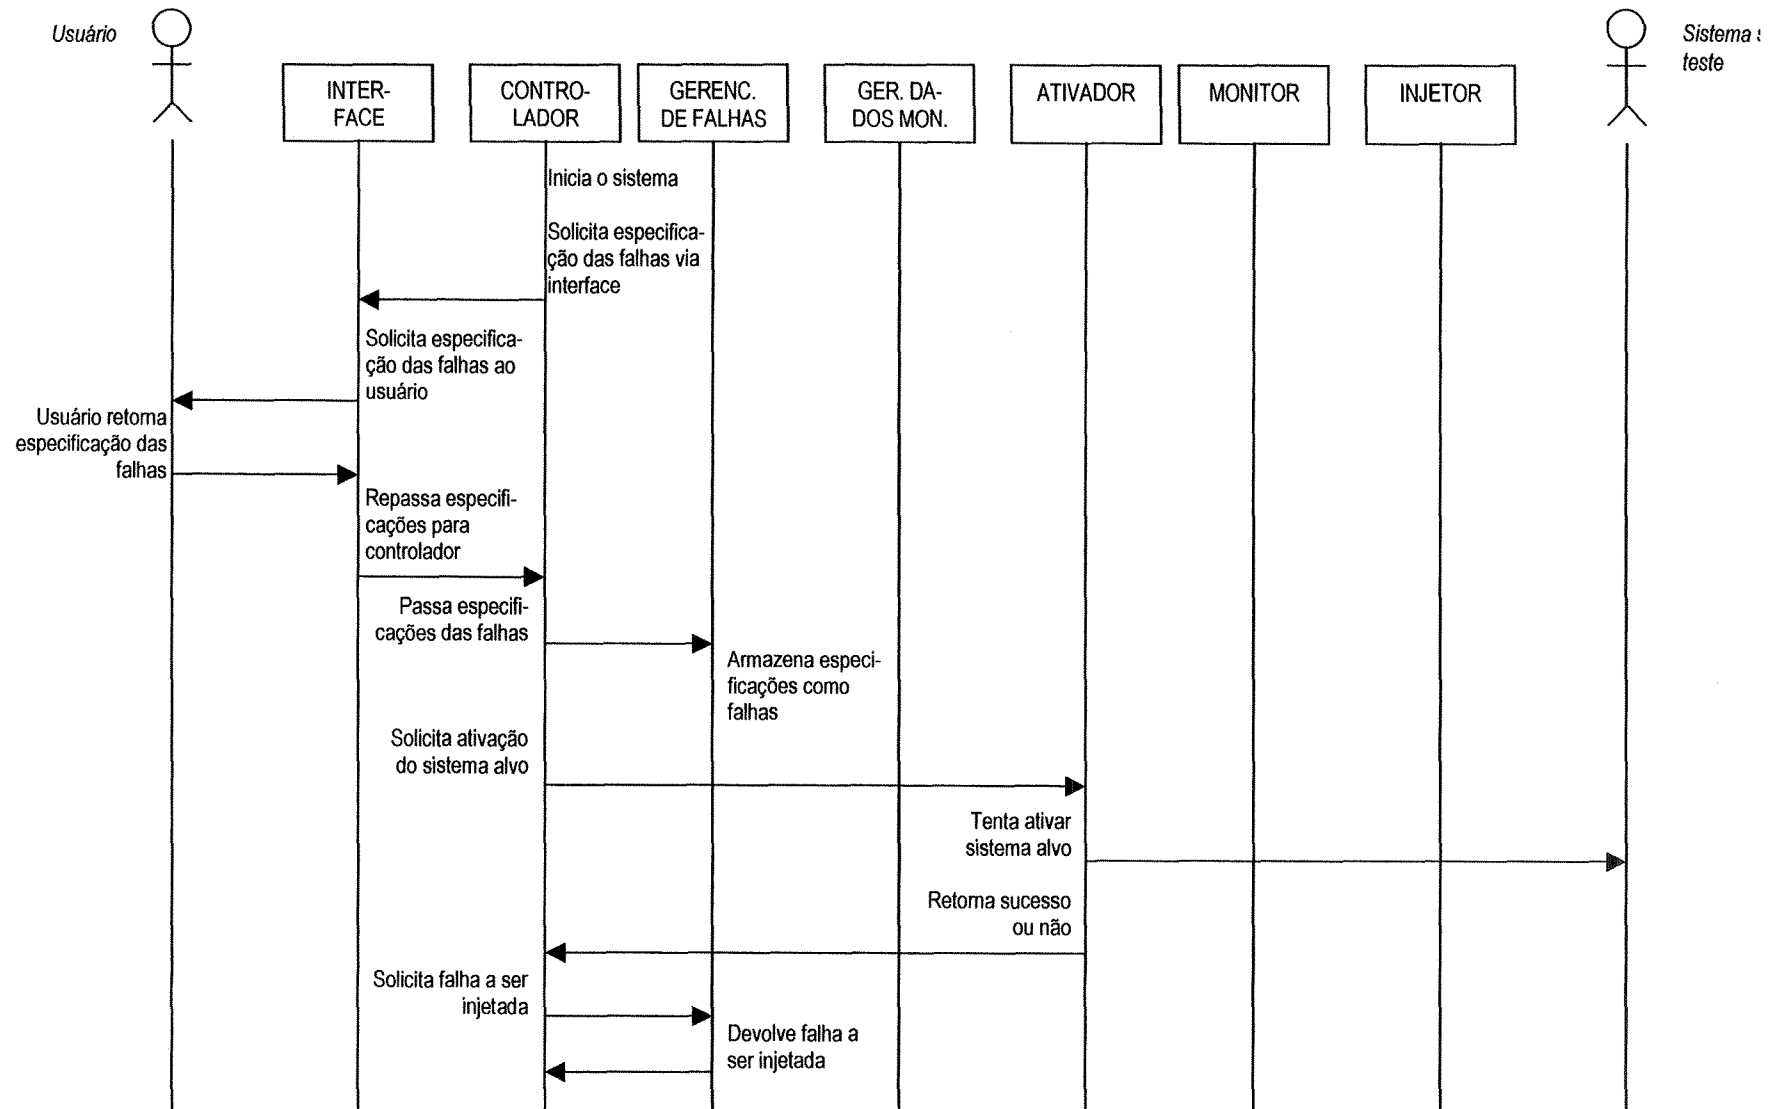 Usuário
Sistema
teste
INTER-
FACE
CONTRO-
LADOR
GERENC.
DE FALHAS
GER. DA-
DOS MON.
ATIVADOR
MONITOR
INJETOR
Inicia o sistema
Solicita especifica-
ção das falhas via
interface
Solicita especifica-
ção das falhas ao
usuário
Usuário retorna
especificação das
falhas
Repassa especifi-
cações para
controlador
Passa especifi-
cações das falhas
Armazena especi-
ficações como
falhas
Solicita ativação
do sistema alvo
Tenta ativar
sistema alvo
Retorna sucesso
ou não
Solicita falha a ser
injetada
Devolve falha a
ser injetada